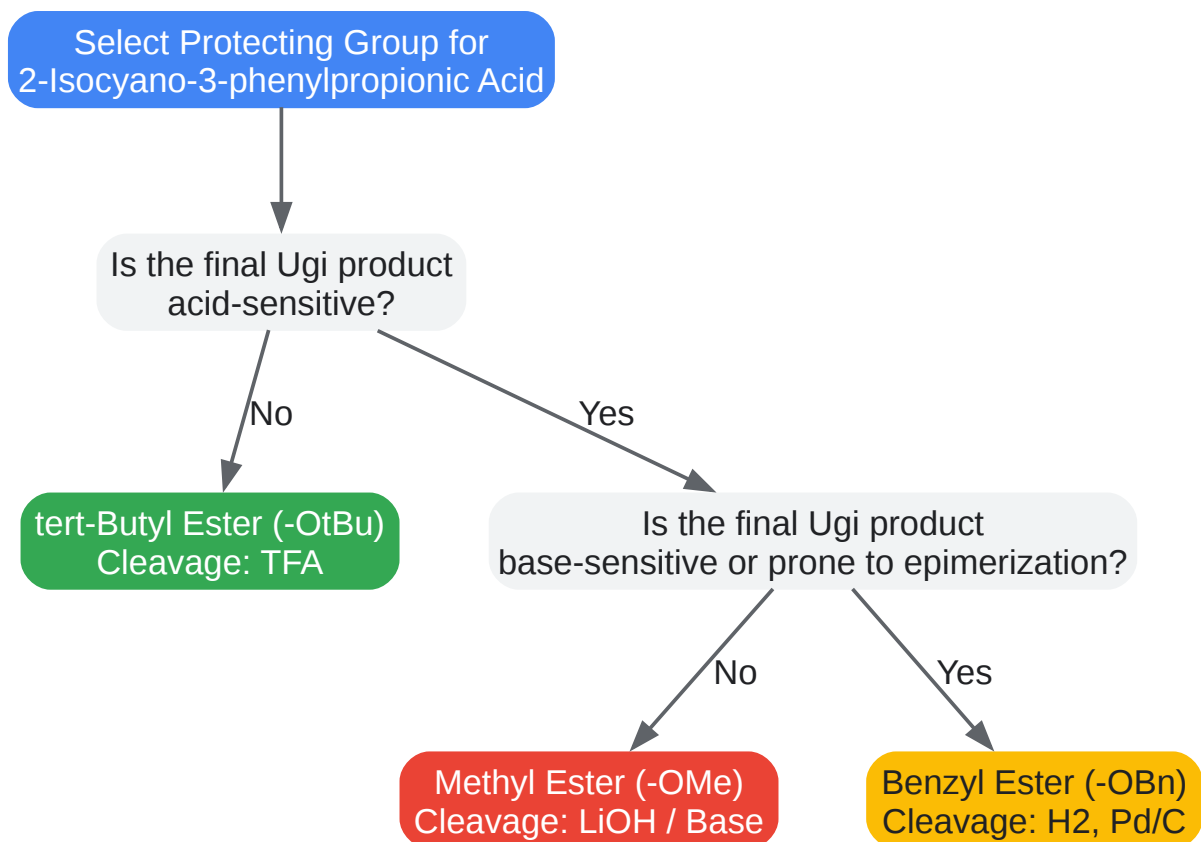 Select Protecting Group for
2-Isocyano-3-phenylpropionic Acid
Is the final Ugi product
acid-sensitive?
No
Yes
tert-Butyl Ester (-OtBu)
Cleavage: TFA
Is the final Ugi product
base-sensitive or prone to epimerization?
No
Yes
Methyl Ester (-OMe)
Cleavage: LiOH / Base
Benzyl Ester (-OBn)
Cleavage: H2, Pd/C